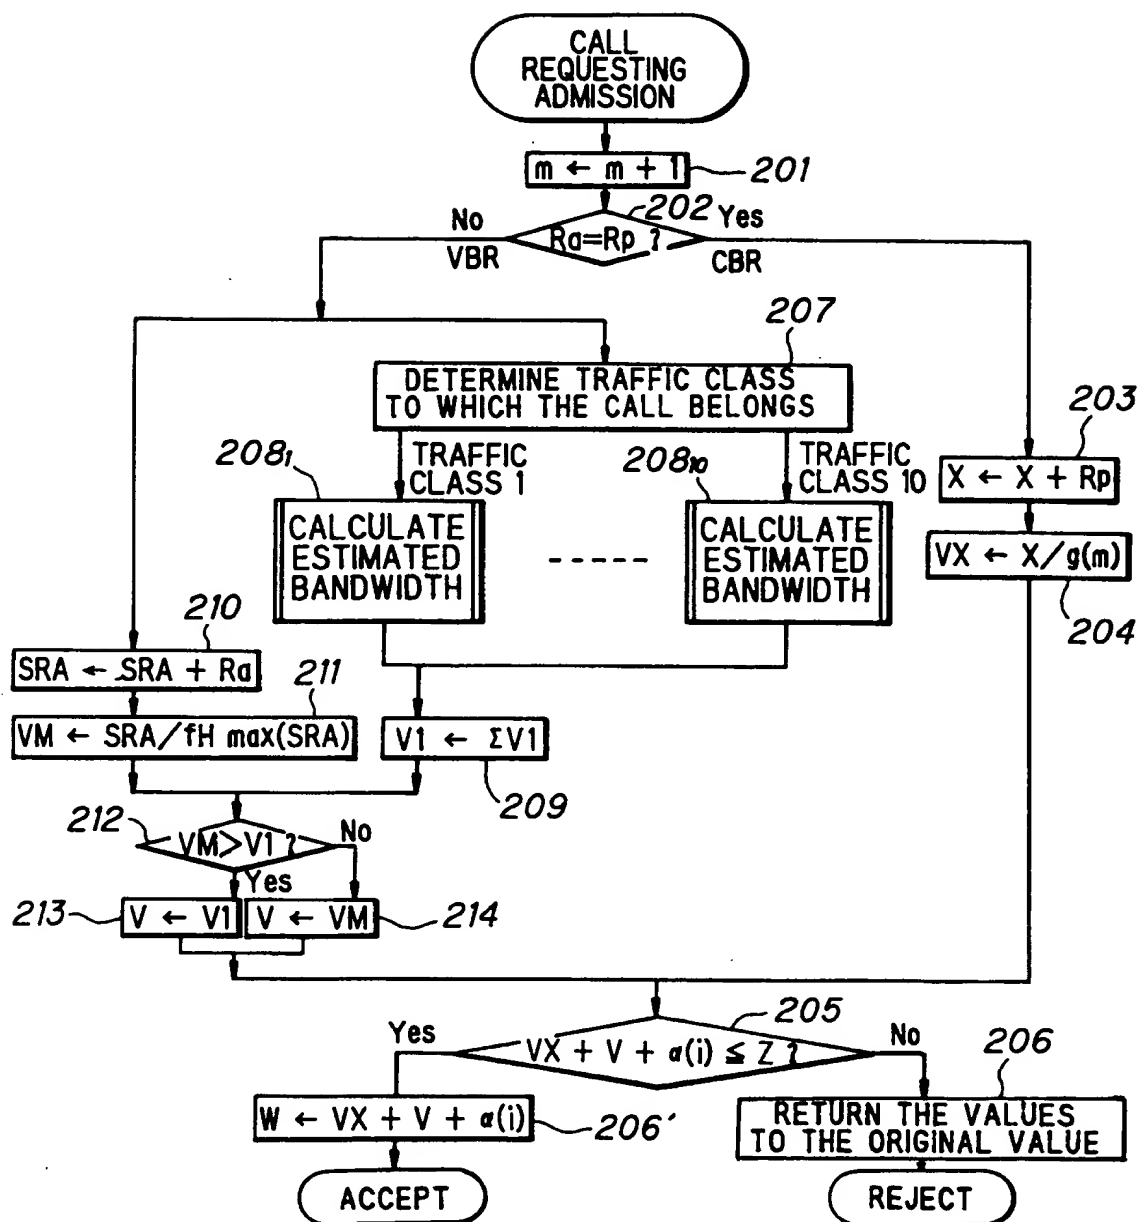 CALL
REQUESTING
ADMISSION
m ← m + 1
201
202
No
Yes
Ra=Rp ?
VBR
CBR
207
DETERMINE TRAFFIC CLASS
TO WHICH THE CALL BELONGS
203
X ← X + Rp
208₁
TRAFFIC
CLASS 1
208₁₀
TRAFFIC
CLASS 10
CALCULATE
ESTIMATED
BANDWIDTH
-----
CALCULATE
ESTIMATED
BANDWIDTH
VX ← X/g(m)
204
210
SRA ← SRA + Ra
211
VM ← SRA/fH max(SRA)
V1 ← ΣV1
209
212
VM>V1 ?
No
Yes
213
V ← V1
V ← VM
214
205
Yes
VX + V + α(i) ≦ Z ?
No
206
W ← VX + V + α(i)
206'
RETURN THE VALUES
TO THE ORIGINAL VALUE
ACCEPT
REJECT